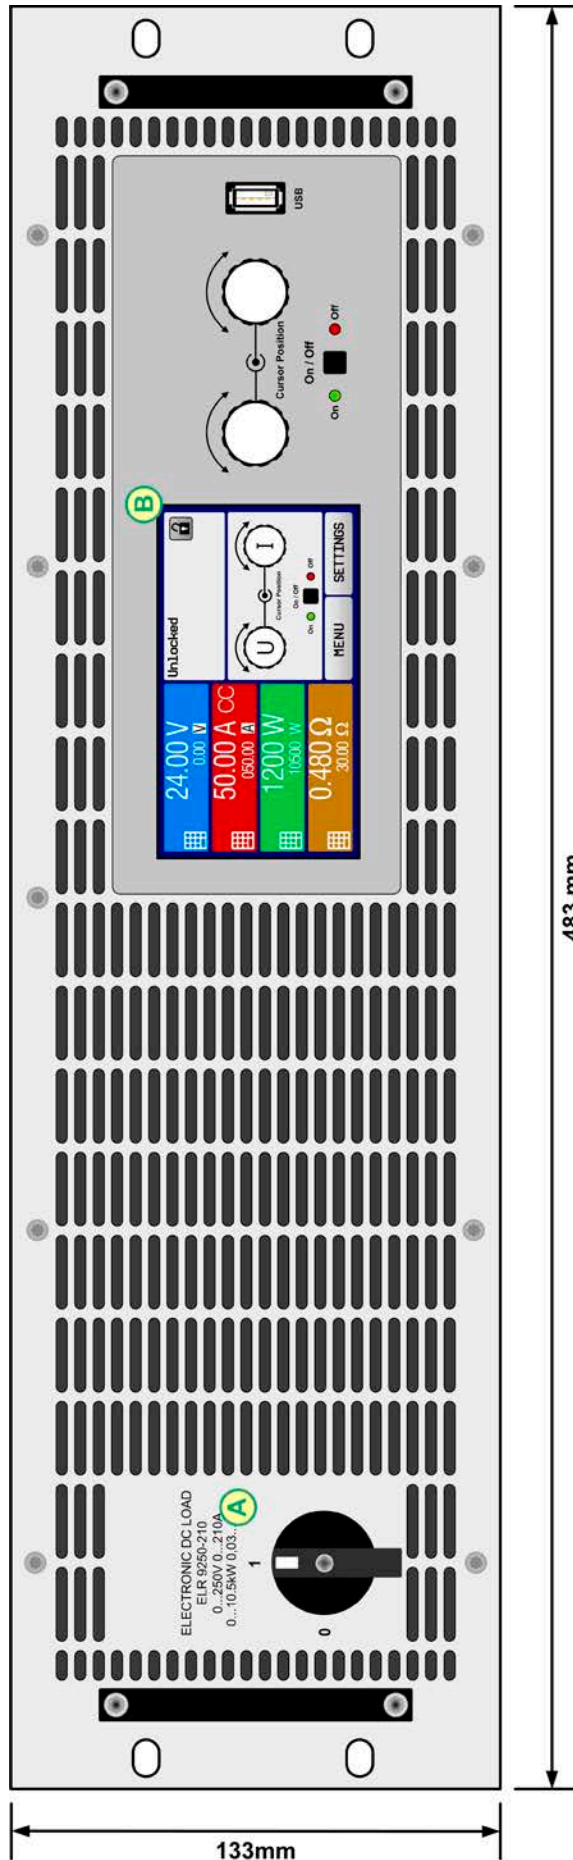 ELECTRONIC DC LOAD
ELR 9250-210
0...250V 0...210A
0...10.5kW 0,03...
A
0
1
B
24.00 V
0.00 V
50.00 A CC
050.00 A
1200 W
10500 W
0.480 Ω
30.00 Ω
Unlocked
U
I
Cursor Position
On / Off
On
Off
MENU
SETTINGS
Cursor Position
On / Off
On
Off
USB
483 mm
133mm